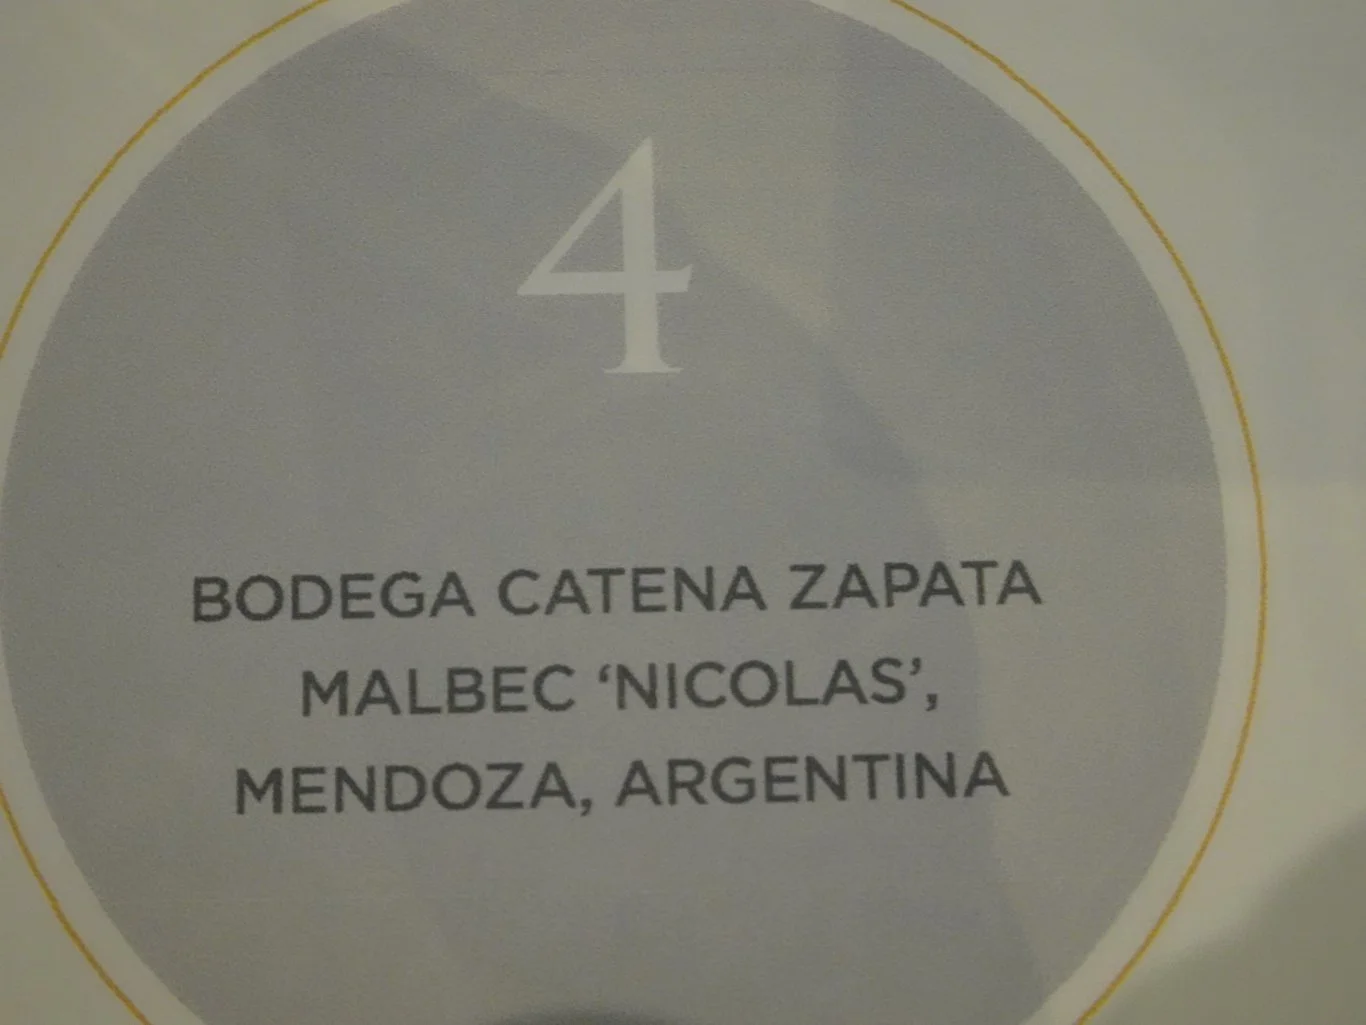 4
BODEGA CATENA ZAPATA
MALBEC ‘NICOLAS’,
MENDOZA, ARGENTINA